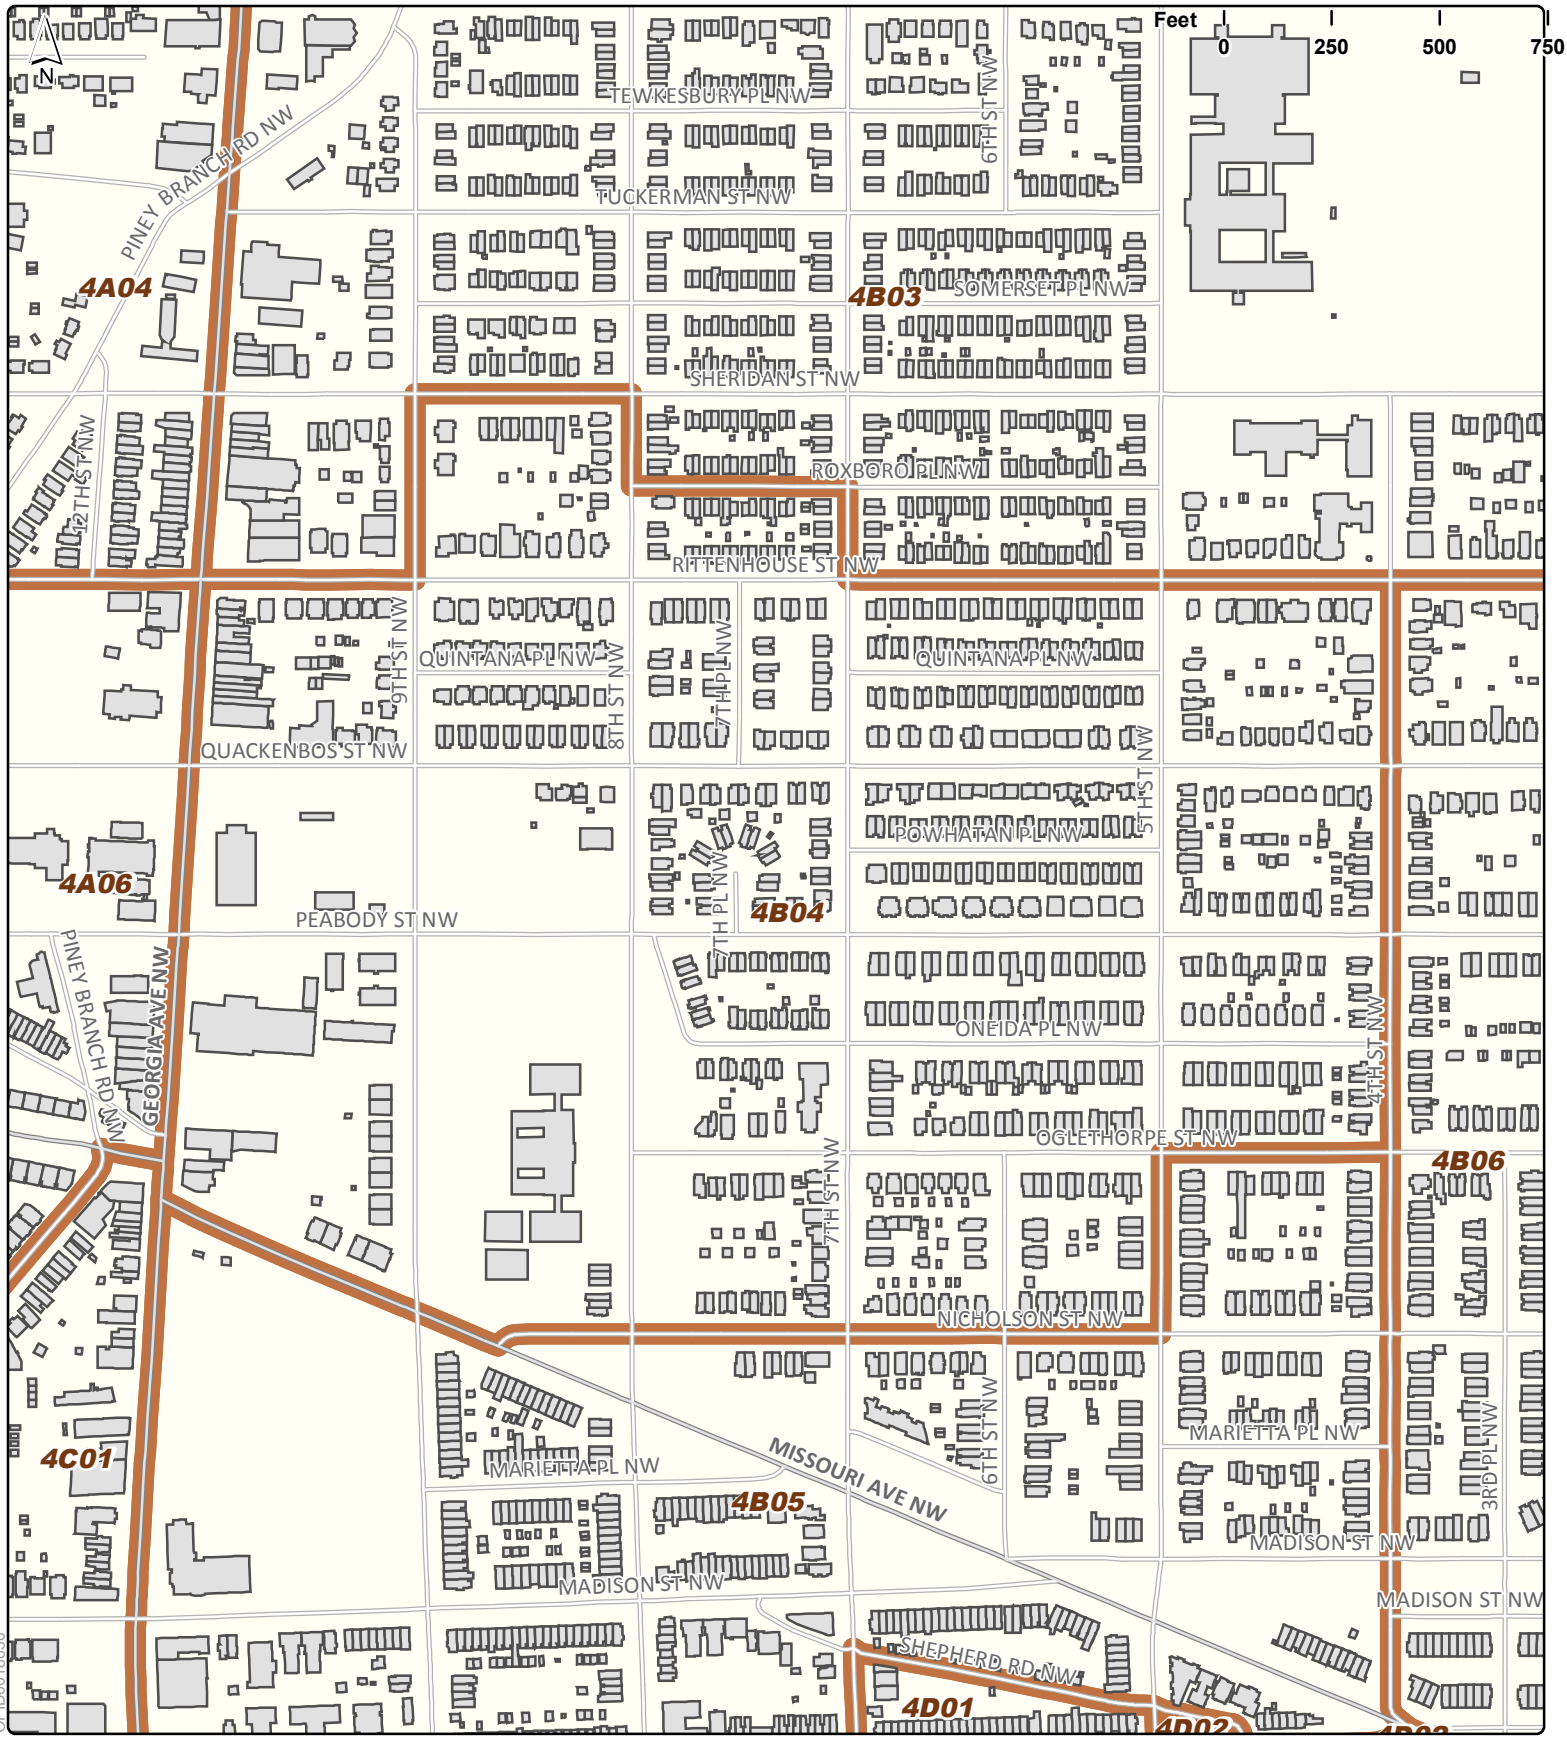 Feet
0 250 500 750
N
TEWKESBURY PL NW
6TH ST NW
PINEY BRANCH RD NW
TUCKERMAN ST NW
4A04
4B03
SOMERSET PL NW
SHERIDAN ST NW
12TH ST NW
ROXBORO PL NW
RITTENHOUSE ST NW
9TH ST NW
QUINTANA PL NW
8TH ST NW
7TH PL NW
QUINTANA PL NW
QUACKENBOS ST NW
5TH ST NW
POWHATAN PL NW
4A06
7TH PL NW
4B04
PEABODY ST NW
PINEY BRANCH RD NW
GEORGIA AVE NW
ONEIDA PL NW
4TH ST NW
OGLETHORPE ST NW
4B06
7TH ST NW
NICHOLSON ST NW
6TH ST NW
MARIETTA PL NW
3RD PL NW
4C01
MARIETTA PL NW
MISSOURI AVE NW
4B05
MADISON ST NW
MADISON ST NW
MADISON ST NW
SHEPHERD RD NW
4D01
4D02